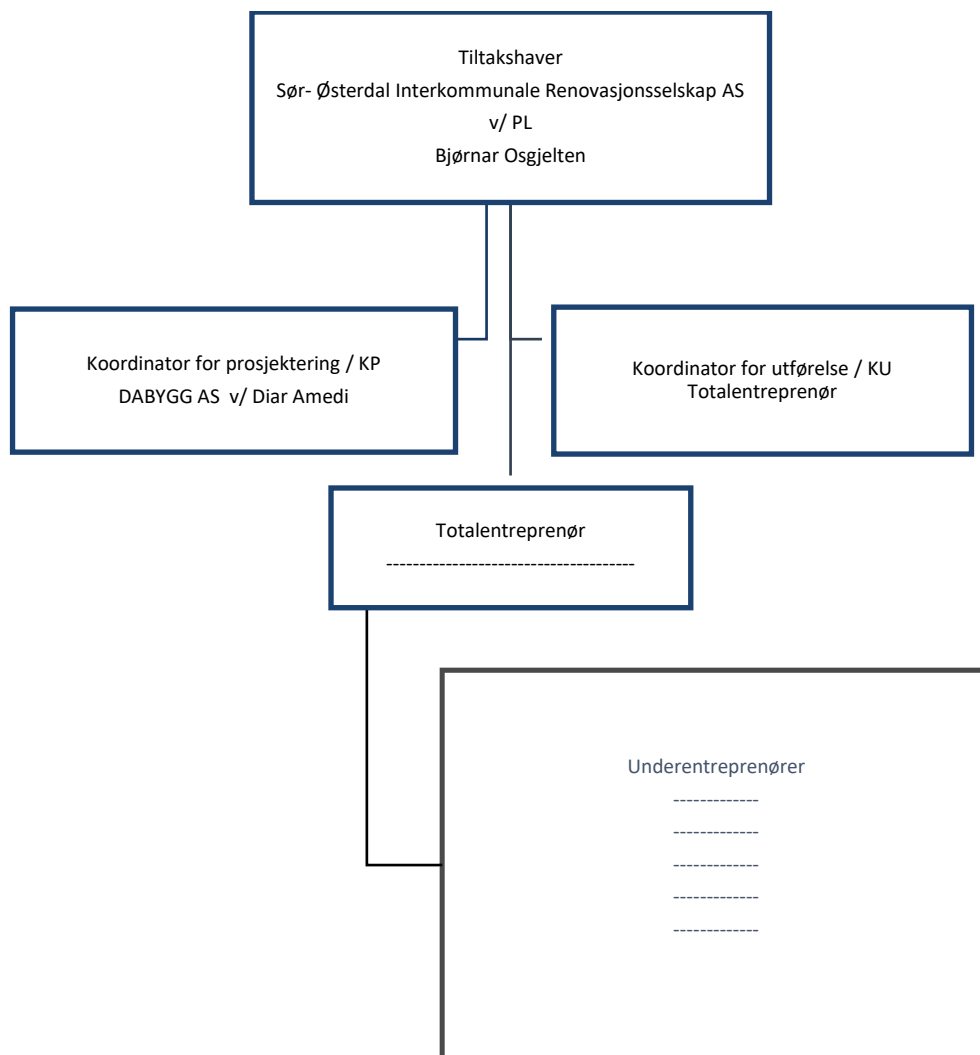 Tiltakshaver
Sør- Østerdal Interkommunale Renovasjonsselskap AS
v/ PL
Bjørnar Osgjelten
Koordinator for prosjektering / KP
DABYGG AS v/ Diar Amedi
Koordinator for utførelse / KU
Totalentreprenør
Totalentreprenør
--------------------------------------
Underentreprenører
-------------
-------------
-------------
-------------
-------------